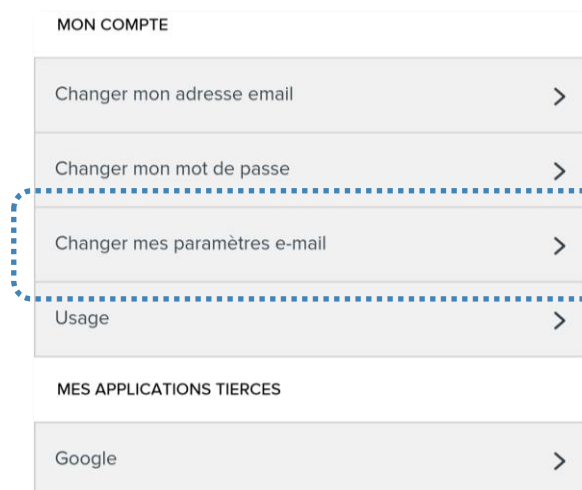 MON COMPTE
Changer mon adresse email
Changer mon mot de passe
Changer mes paramètres e-mail
Usage
MES APPLICATIONS TIERCES
Google